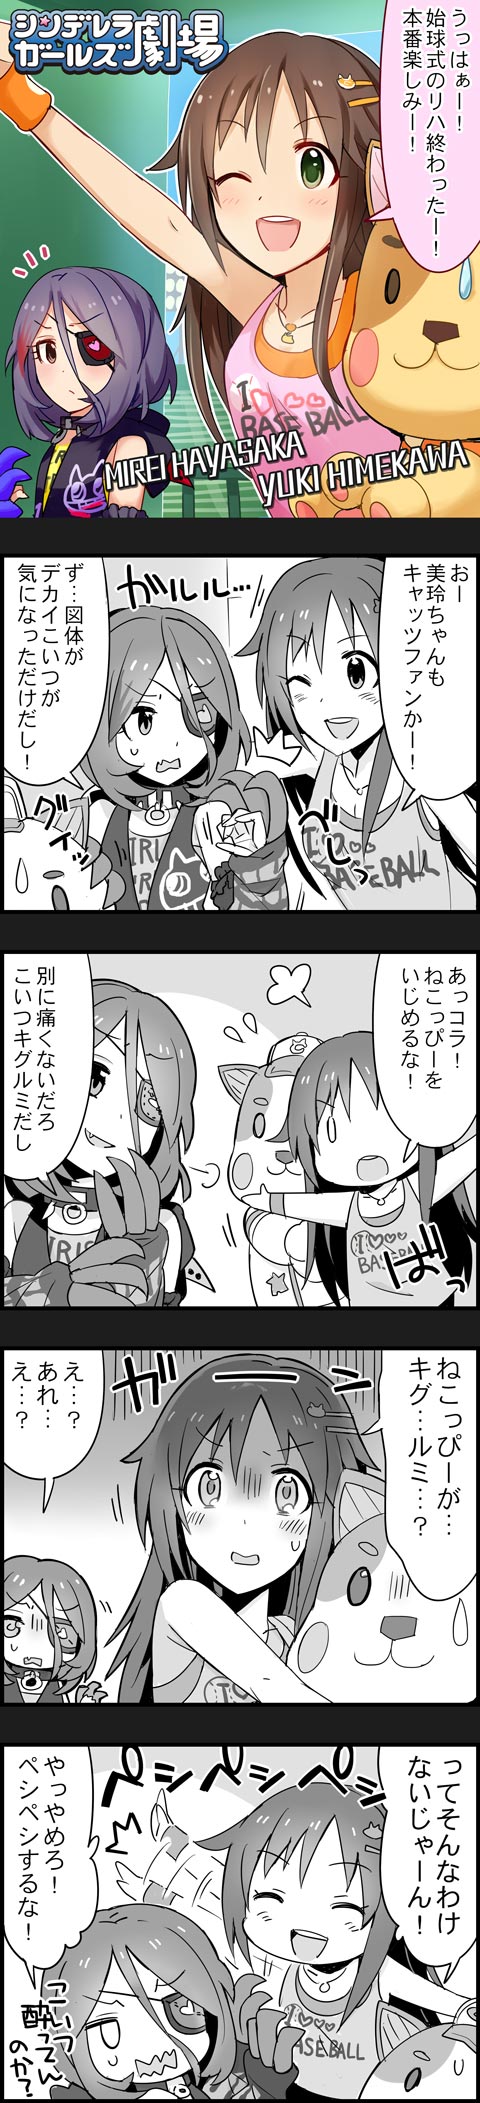 シンデレラ
ガールズ劇場
うっはぁー！
始球式のリハ終わったー！
本番楽しみー！
I
BASE BALL
MIREI HAYASAKA
YUKI HIMEKAWA
おー
美玲ちゃんも
キャッツファンかー！
ガルルル…
ず…図体が
デカイこいつが
気になっただけだし！
グイッ
べしっ
I
BASEBALL
あっコラ！
ねこっぴーを
いじめるな！
別に痛くないだろ
こいつキグルミだし
ばっ
I
BASEBALL
ねこっぴーが…
キグ…ルミ…？
ガーン
え…？
あれ…
え…？
I
ってそんなわけ
ないじゃーん！
ペシペシペシ
やっやめろ！
ペシペシするな！
I
BASEBALL
こいつ
酔ってん
のか？